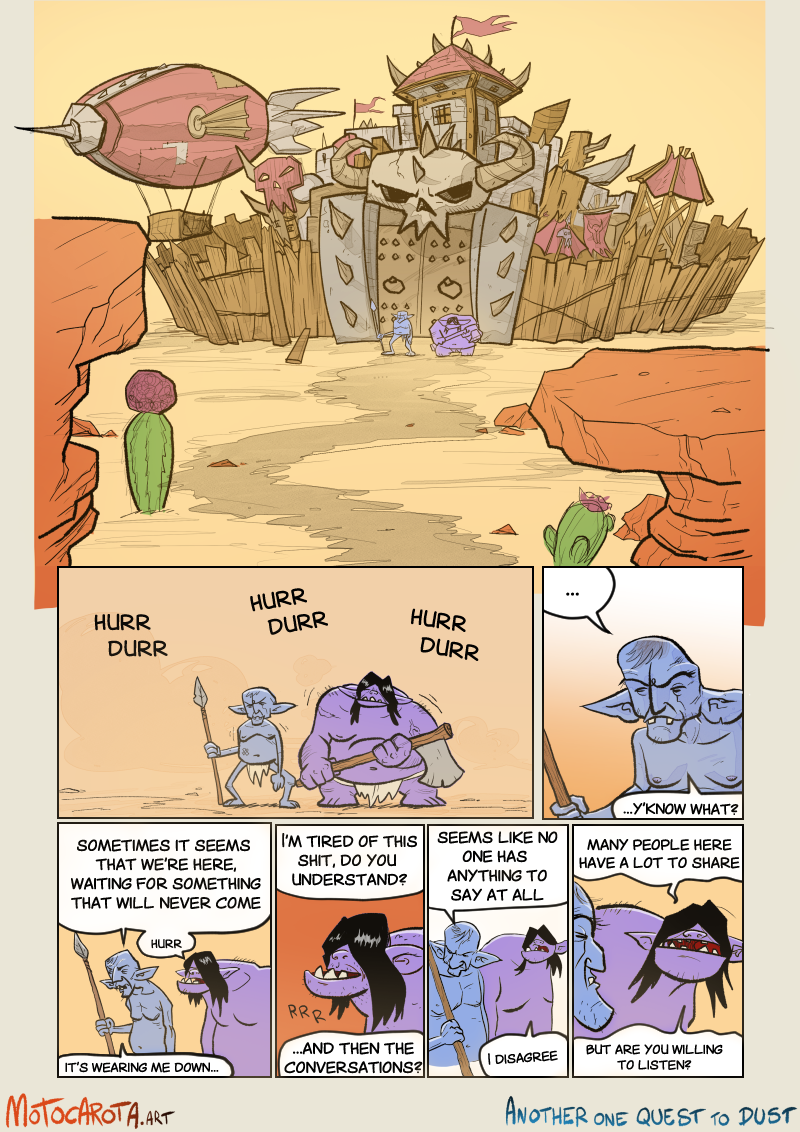 HURR
DURR
HURR
DURR
HURR
DURR
...
...Y'KNOW WHAT?
SOMETIMES IT SEEMS
THAT WE'RE HERE,
WAITING FOR SOMETHING
THAT WILL NEVER COME
HURR
IT'S WEARING ME DOWN...
I'M TIRED OF THIS
SHIT, DO YOU
UNDERSTAND?
RRR
...AND THEN THE
CONVERSATIONS?
SEEMS LIKE NO
ONE HAS
ANYTHING TO
SAY AT ALL
I DISAGREE
MANY PEOPLE HERE
HAVE A LOT TO SHARE
BUT ARE YOU WILLING
TO LISTEN?
MOTOCAROTA.ART
ANOTHER ONE QUEST TO DUST